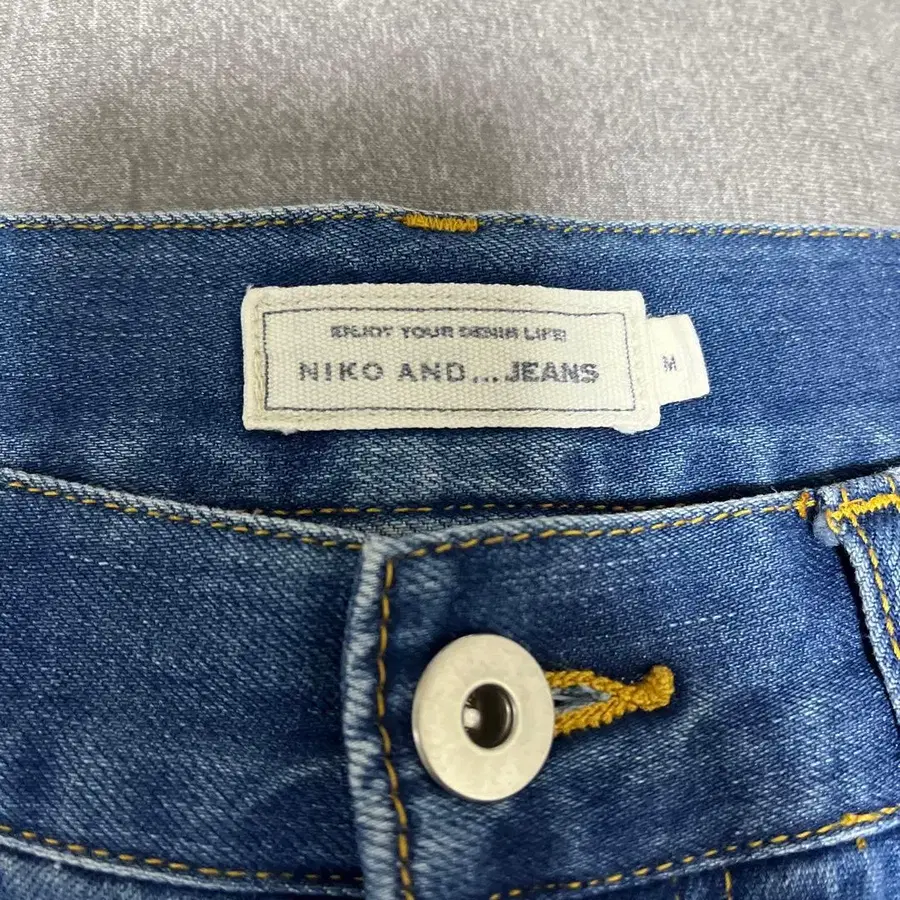 ENJOY YOUR DENIM LIFE!
NIKO AND...JEANS
M